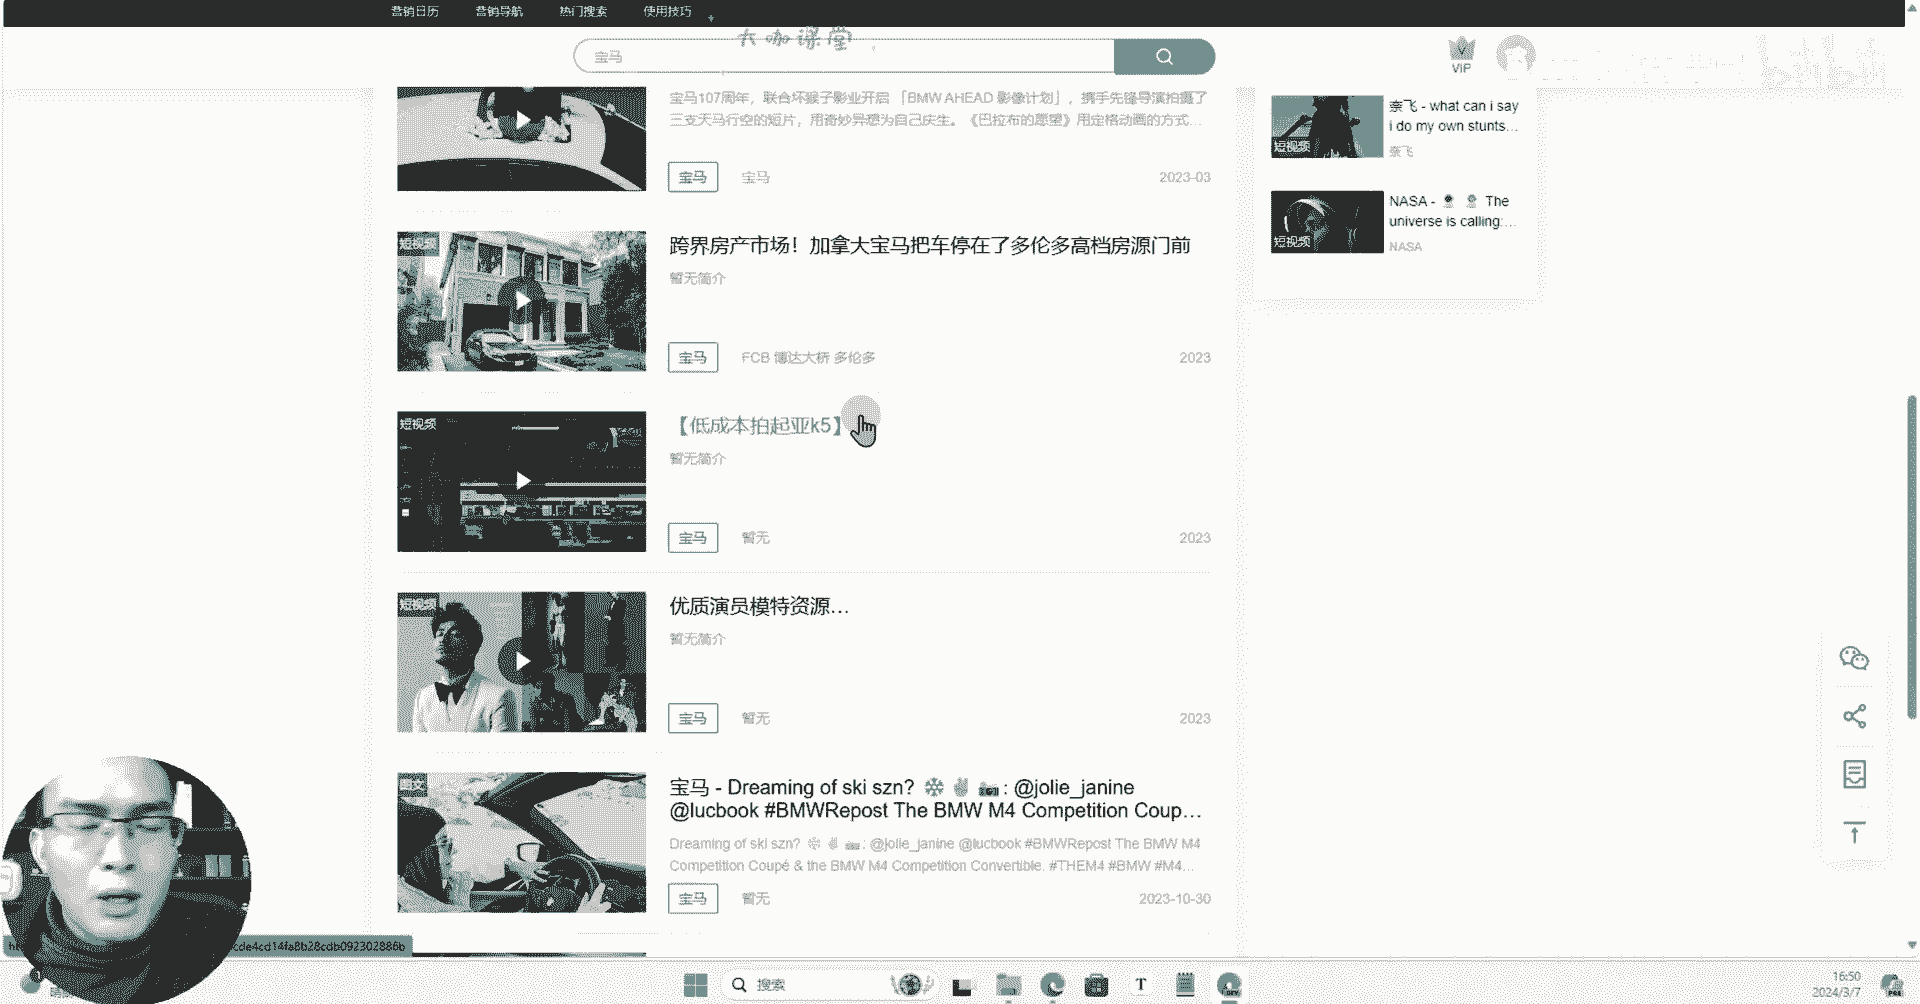 营销日历 营销导航 热门搜索 使用技巧
大咖课堂
宝马
VIP
宝马107周年，联合坏猴子影业开启「BMW AHEAD 影像计划」，携手先锋导演拍摄了
三支天马行空的短片，用奇妙异想为自己庆生。《巴拉布的愿望》用定格动画的方式...
宝马 宝马 2023-03
短视频
跨界房产市场！加拿大宝马把车停在了多伦多高档房源门前
暂无简介
宝马 FCB 博达大桥 多伦多 2023
短视频
【低成本拍起亚k5】
暂无简介
宝马 暂无 2023
短视频
优质演员模特资源...
暂无简介
宝马 暂无 2023
宝马 - Dreaming of ski szn? ❄️ ✌️ 📷 : @jolie_janine
@lucbook #BMWRepost The BMW M4 Competition Coup...
Dreaming of ski szn? ❄️ ✌️ 📷: @jolie_janine @lucbook #BMWRepost The BMW M4
Competition Coupé & the BMW M4 Competition Convertible. #THEM4 #BMW #M4...
宝马 暂无 2023-10-30
奈飞 - what can i say
i do my own stunts...
短视频
奈飞
NASA - The
universe is calling:...
短视频
NASA
cde4cd14fa8b28cdb092302886b
搜索
T
16:50
2024/3/7